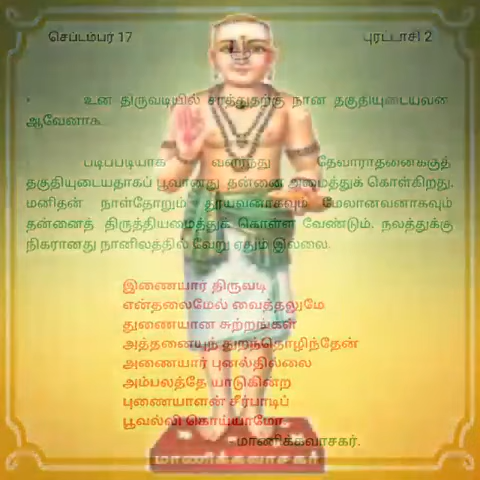 செப்டம்பர் 17 புரட்டாசி 2
உன் திருவடியில் சாத்துதற்கு நான் தகுதியுடையவன்
ஆவேனாக.
படிப்படியாக வளர்ந்து தேவாராதனைக்குத்
தகுதியுடையதாகப் பூவானது தன்னை அமைத்துக் கொள்கிறது.
மனிதன் நாள்தோறும் தூயவனாகவும் மேலானவனாகவும்
தன்னைத் திருத்தியமைத்துக் கொள்ள வேண்டும். நலத்துக்கு
நிகரானது நானிலத்தில் வேறு ஏதும் இல்லை.
இணையார் திருவடி
என்தலைமேல் வைத்தலுமே
துணையான சுற்றங்கள்
அத்தனையுந் துறந்தொழிந்தேன்
அணையார் புனல்தில்லை
அம்பலத்தே யாடுகின்ற
புணையாளன் சீர்பாடிப்
பூவல்லி கொய்யாமோ
- மாணிக்கவாசகர்.
மாணிக்கவாசகர்